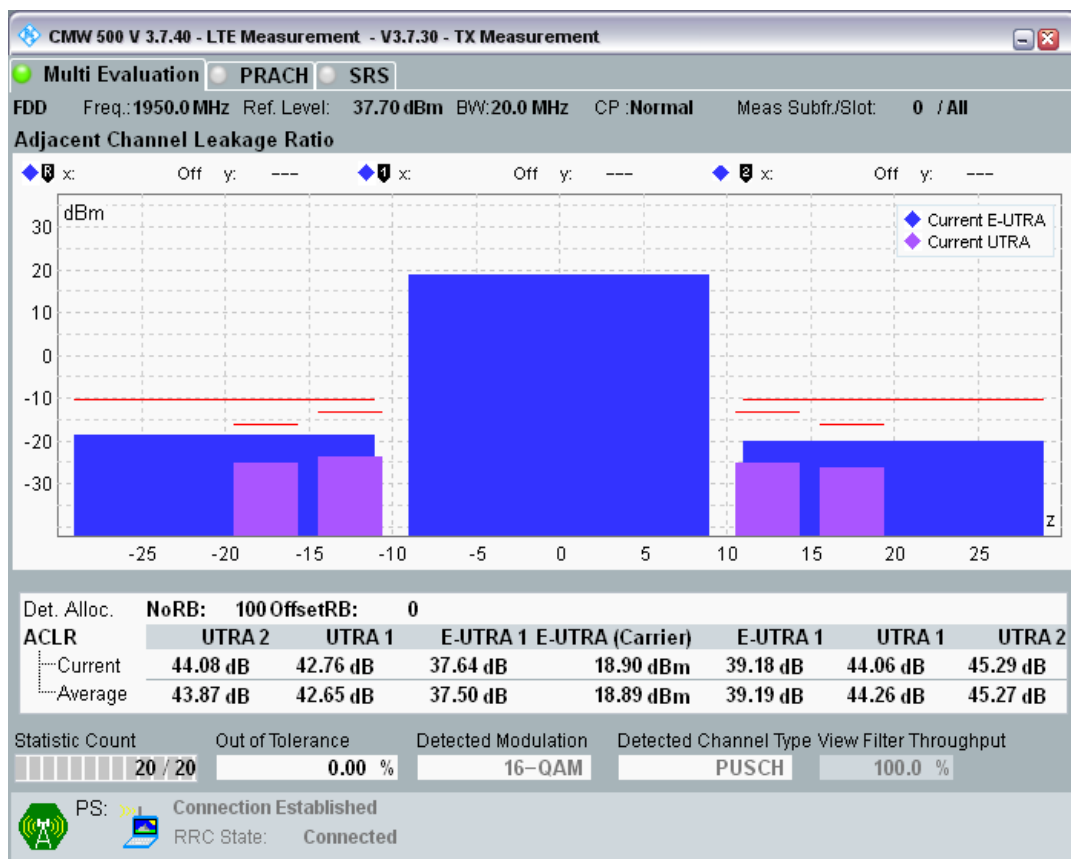 CMW 500 V 3.7.40 - LTE Measurement - V3.7.30 - TX Measurement
Multi Evaluation PRACH SRS
FDD Freq.: 1950.0 MHz Ref. Level: 37.70 dBm BW: 20.0 MHz CP :Normal Meas Subfr./Slot: 0 / All
Adjacent Channel Leakage Ratio
R x: Off y: --- 1 x: Off y: --- 2 x: Off y: ---
dBm
Current E-UTRA
Current UTRA
30
20
10
0
-10
-20
-30
z
-25 -20 -15 -10 -5 0 5 10 15 20 25
Det. Alloc. NoRB: 100 OffsetRB: 0
ACLR UTRA 2 UTRA 1 E-UTRA 1 E-UTRA (Carrier) E-UTRA 1 UTRA 1 UTRA 2
Current 44.08 dB 42.76 dB 37.64 dB 18.90 dBm 39.18 dB 44.06 dB 45.29 dB
Average 43.87 dB 42.65 dB 37.50 dB 18.89 dBm 39.19 dB 44.26 dB 45.27 dB
Statistic Count Out of Tolerance Detected Modulation Detected Channel Type View Filter Throughput
20 / 20 0.00 % 16-QAM PUSCH 100.0 %
PS: Connection Established
RRC State: Connected